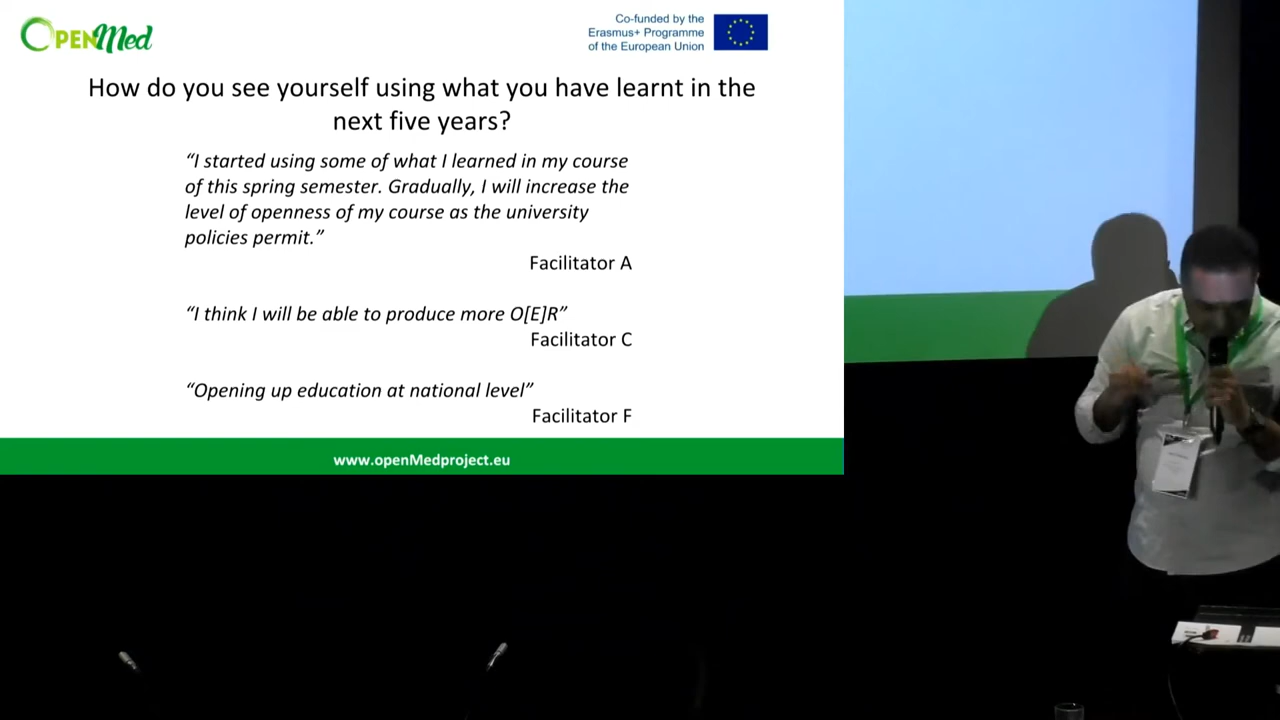 OPENMed
Co-funded by the
Erasmus+ Programme
of the European Union
How do you see yourself using what you have learnt in the
next five years?
“I started using some of what I learned in my course
of this spring semester. Gradually, I will increase the
level of openness of my course as the university
policies permit.”
Facilitator A
“I think I will be able to produce more O[E]R”
Facilitator C
“Opening up education at national level”
Facilitator F
www.openMedproject.eu